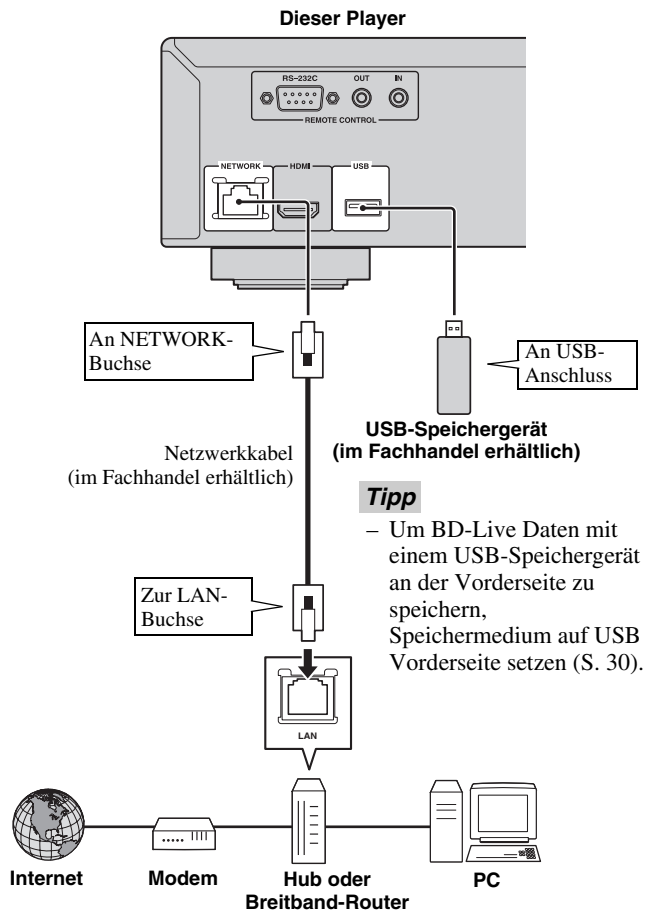 Dieser Player
RS–232C
OUT
IN
REMOTE CONTROL
NETWORK
HDMI
USB
An NETWORK-
Buchse
An USB-
Anschluss
USB-Speichergerät
(im Fachhandel erhältlich)
Netzwerkkabel
(im Fachhandel erhältlich)
Tipp
– Um BD-Live Daten mit
einem USB-Speichergerät
an der Vorderseite zu
speichern,
Speichermedium auf USB
Vorderseite setzen (S. 30).
Zur LAN-
Buchse
LAN
Internet
Modem
Hub oder
Breitband-Router
PC